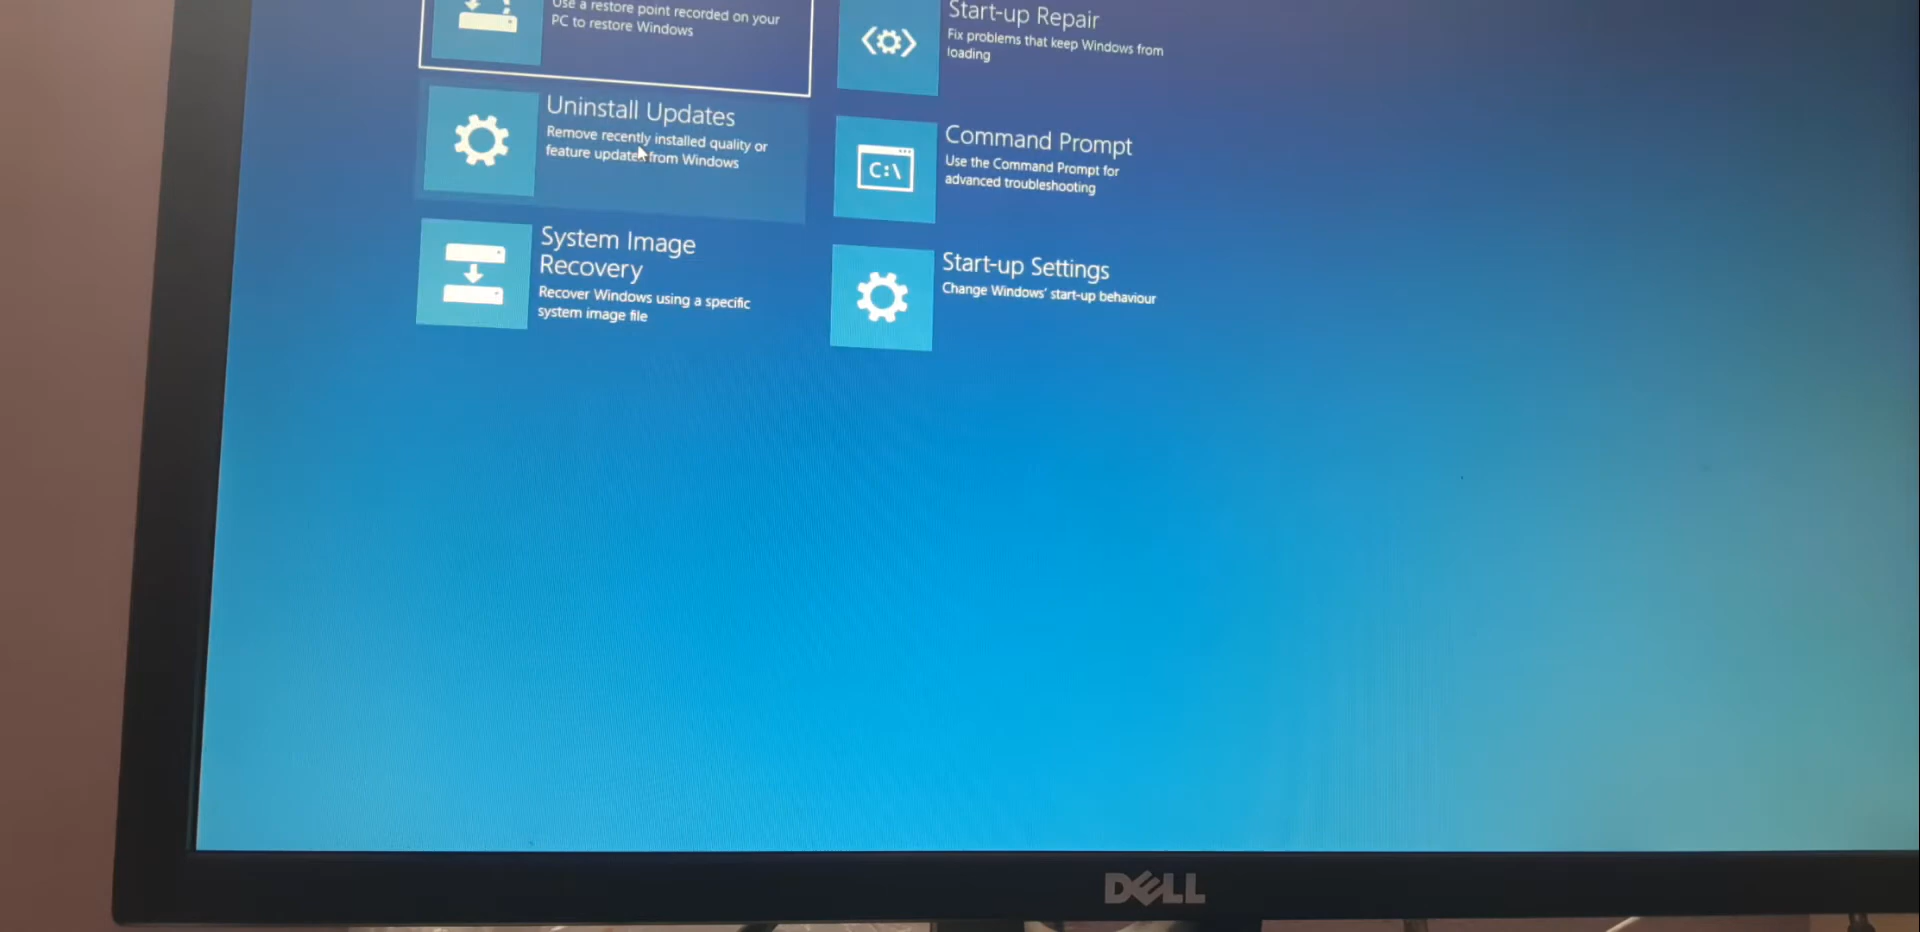 Use a restore point recorded on your
PC to restore Windows
Start-up Repair
Fix problems that keep Windows from
loading
Uninstall Updates
Remove recently installed quality or
feature updates from Windows
Command Prompt
Use the Command Prompt for
advanced troubleshooting
C:\
System Image
Recovery
Recover Windows using a specific
system image file
Start-up Settings
Change Windows' start-up behaviour
DELL